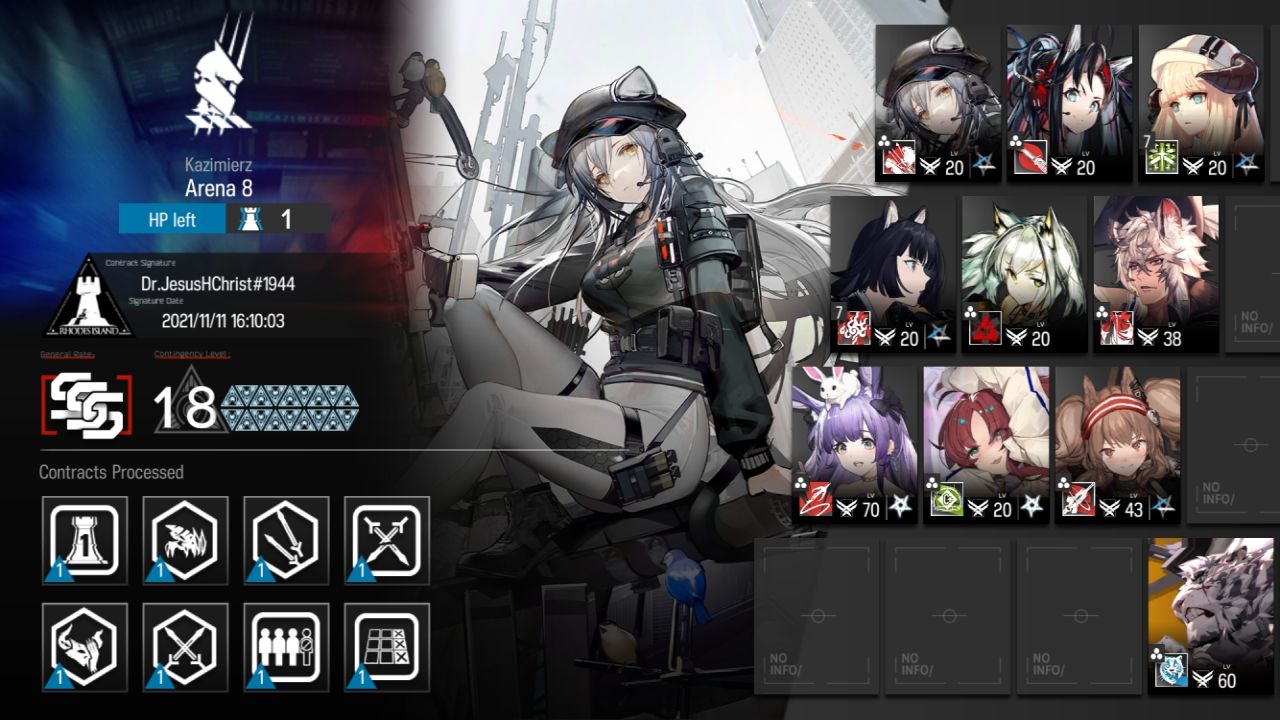 Kazimierz
Arena 8
HP left
1
Contract Signature
Dr.JesusHChrist#1944
Signature Date
2021/11/11 16:10:03
RHODES ISLAND
General Rate:
Contingency Level :
SSS
18
Contracts Processed
1
1
1
1
1
1
1
1
LV
20
LV
20
7
LV
20
7
LV
20
LV
20
LV
38
NO
INFO/
LV
70
LV
20
LV
43
NO
INFO/
NO
INFO/
NO
INFO/
NO
INFO/
LV
60